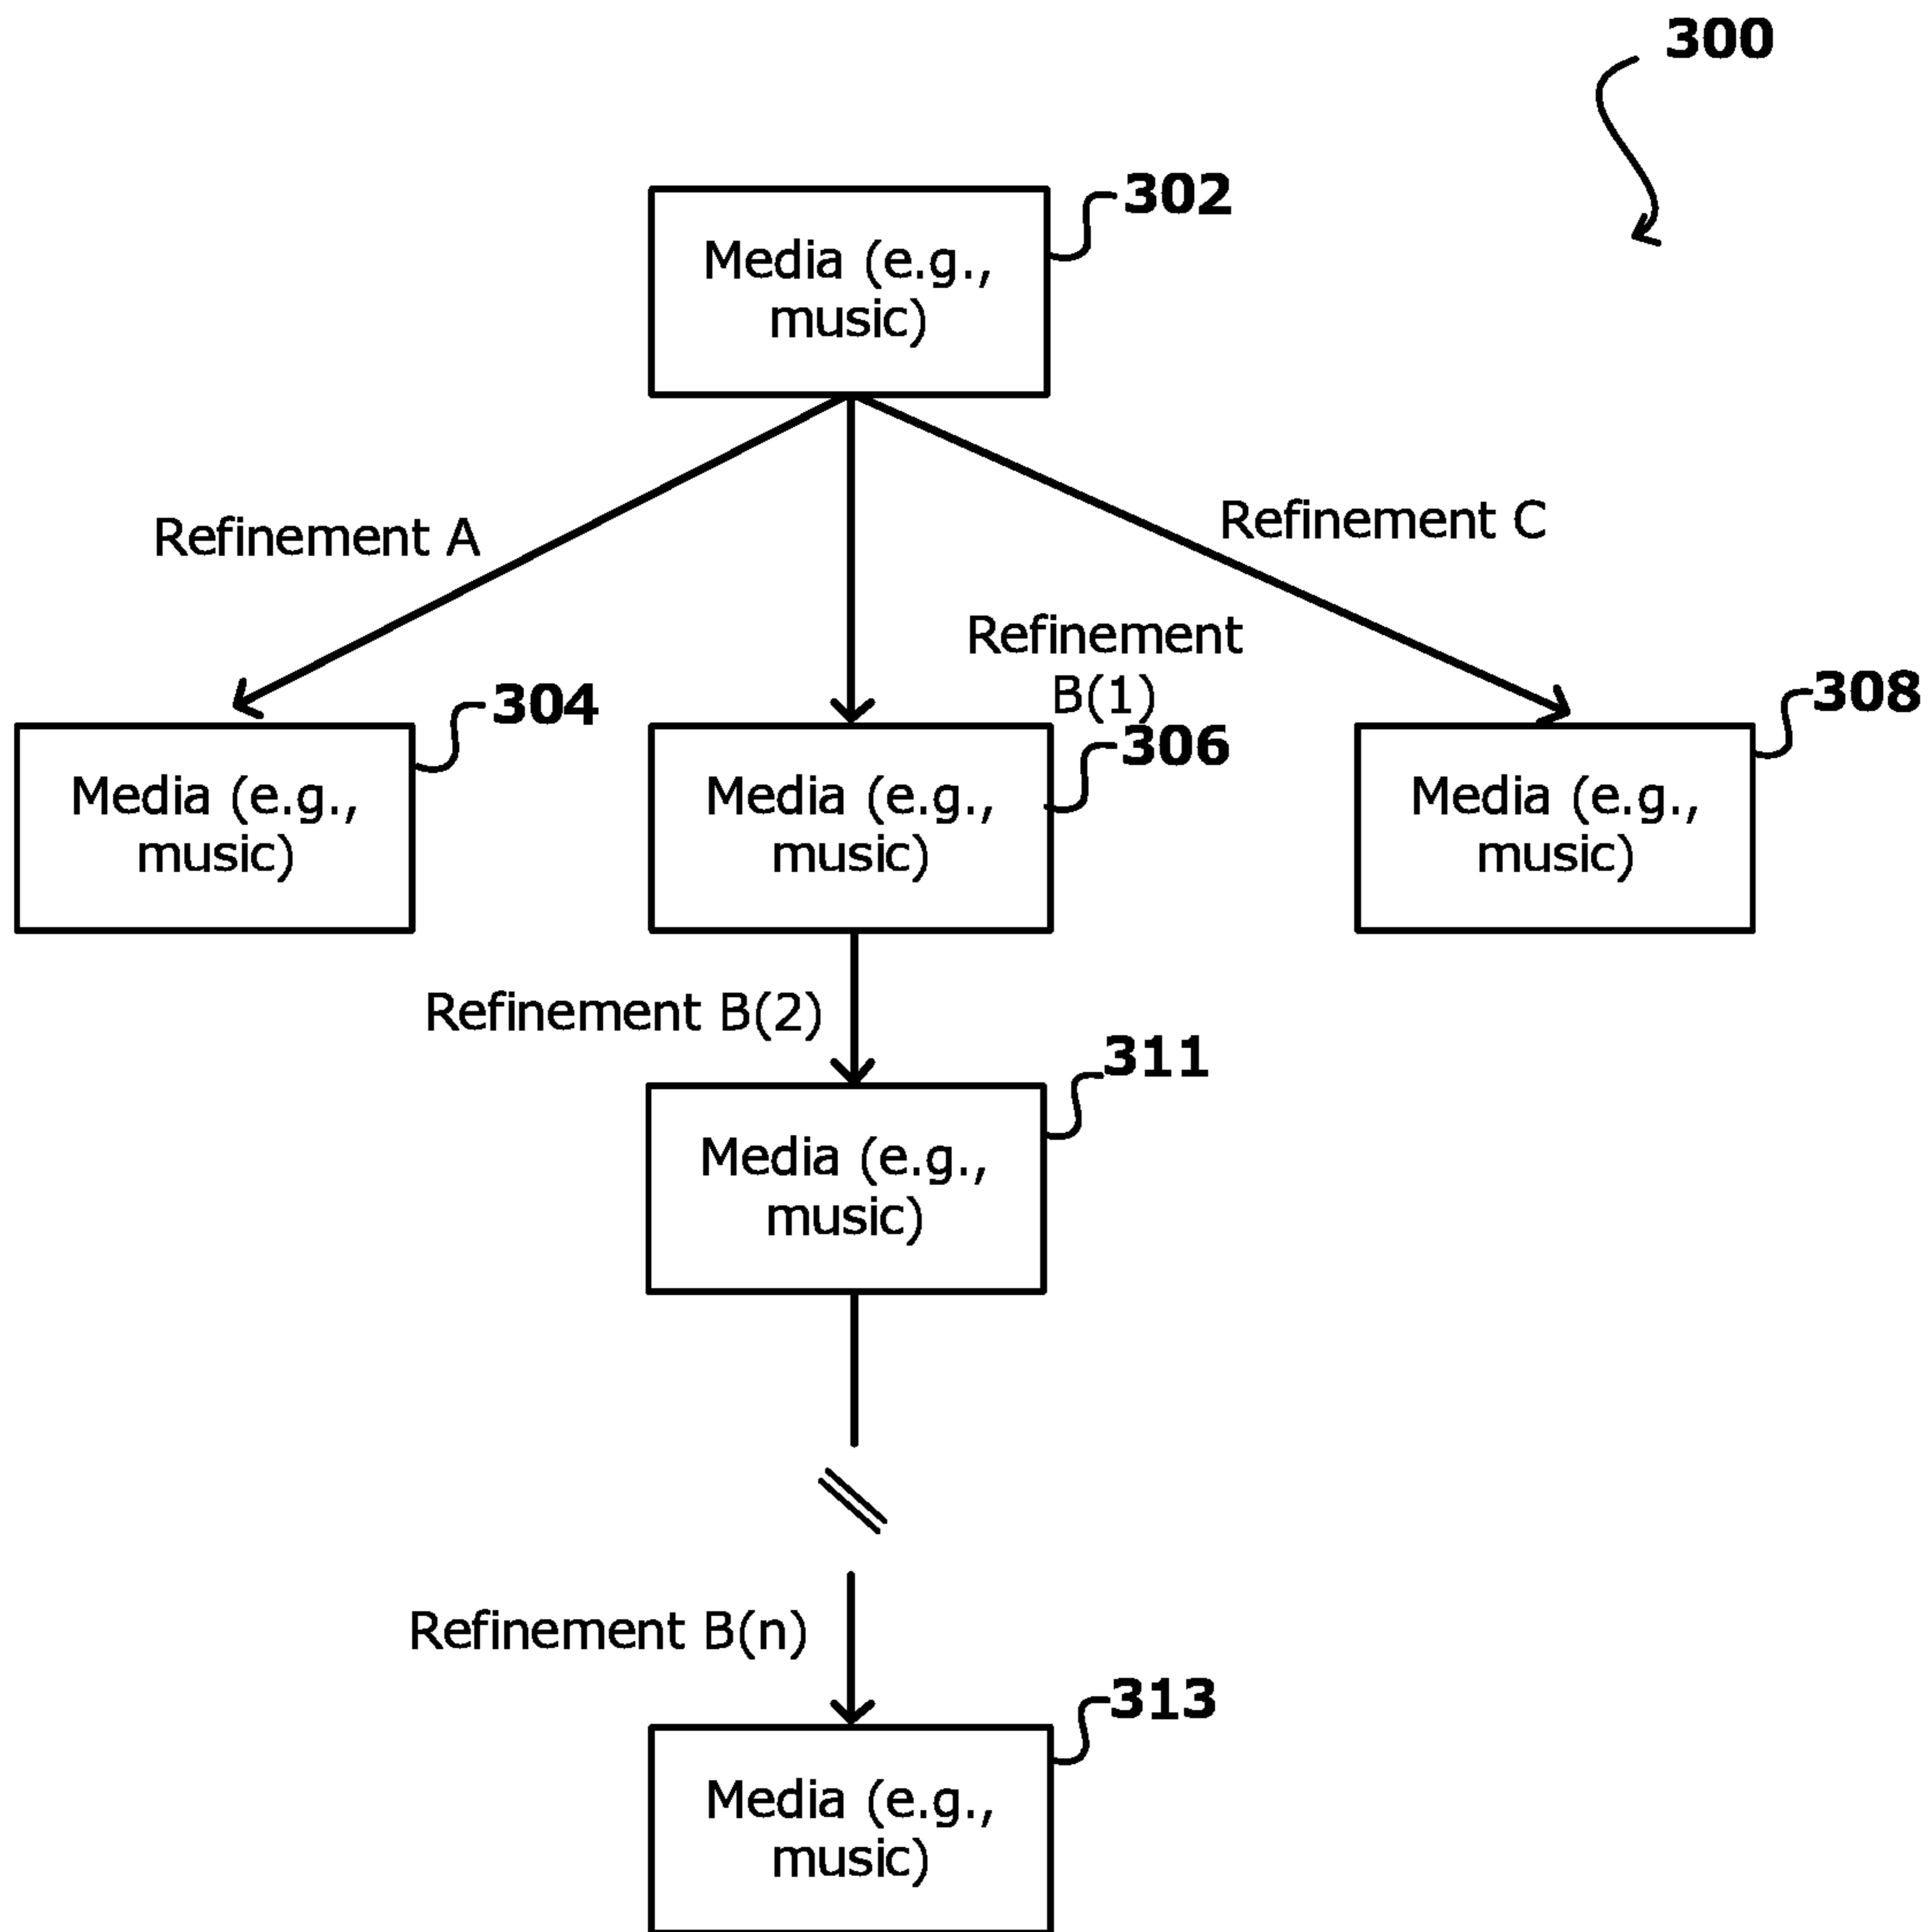 300
302
Media (e.g.,
music)
Refinement A
Refinement C
Refinement
B(1)
304
306
308
Media (e.g.,
music)
Media (e.g.,
music)
Media (e.g.,
music)
Refinement B(2)
311
Media (e.g.,
music)
Refinement B(n)
313
Media (e.g.,
music)